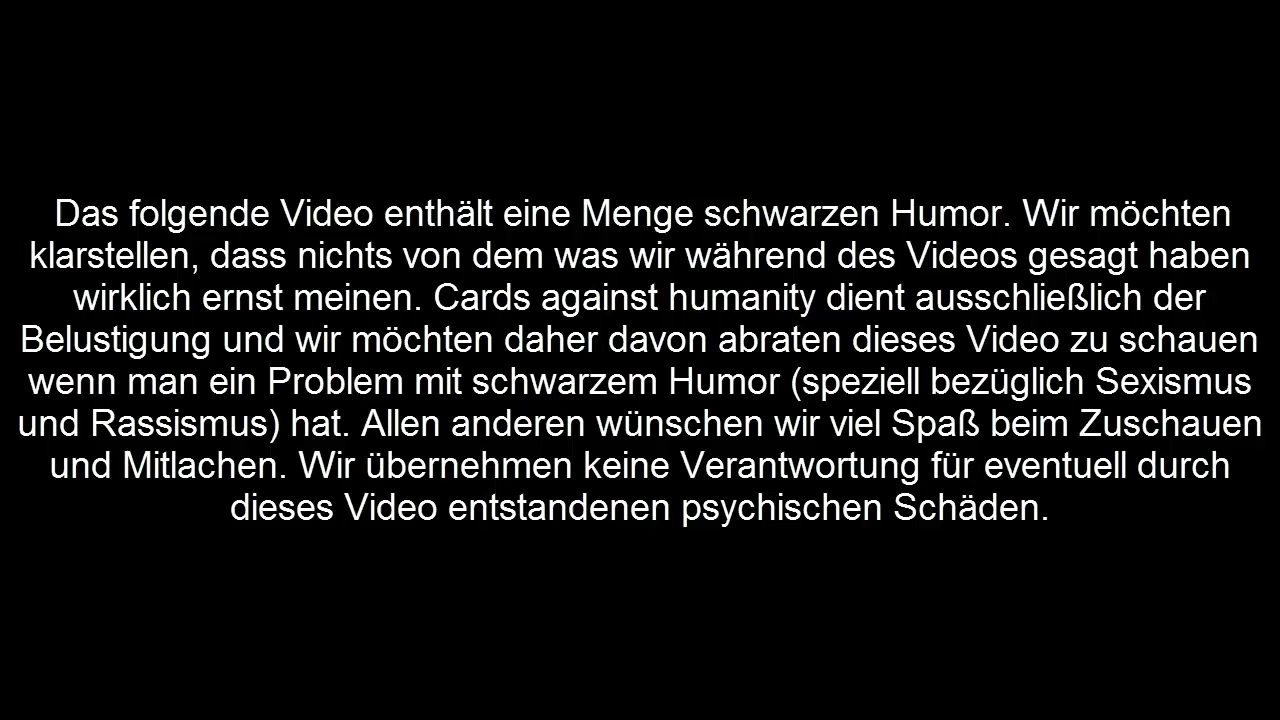 Das folgende Video enthält eine Menge schwarzen Humor. Wir möchten
klarstellen, dass nichts von dem was wir während des Videos gesagt haben
wirklich ernst meinen. Cards against humanity dient ausschließlich der
Belustigung und wir möchten daher davon abraten dieses Video zu schauen
wenn man ein Problem mit schwarzem Humor (speziell bezüglich Sexismus
und Rassismus) hat. Allen anderen wünschen wir viel Spaß beim Zuschauen
und Mitlachen. Wir übernehmen keine Verantwortung für eventuell durch
dieses Video entstandenen psychischen Schäden.